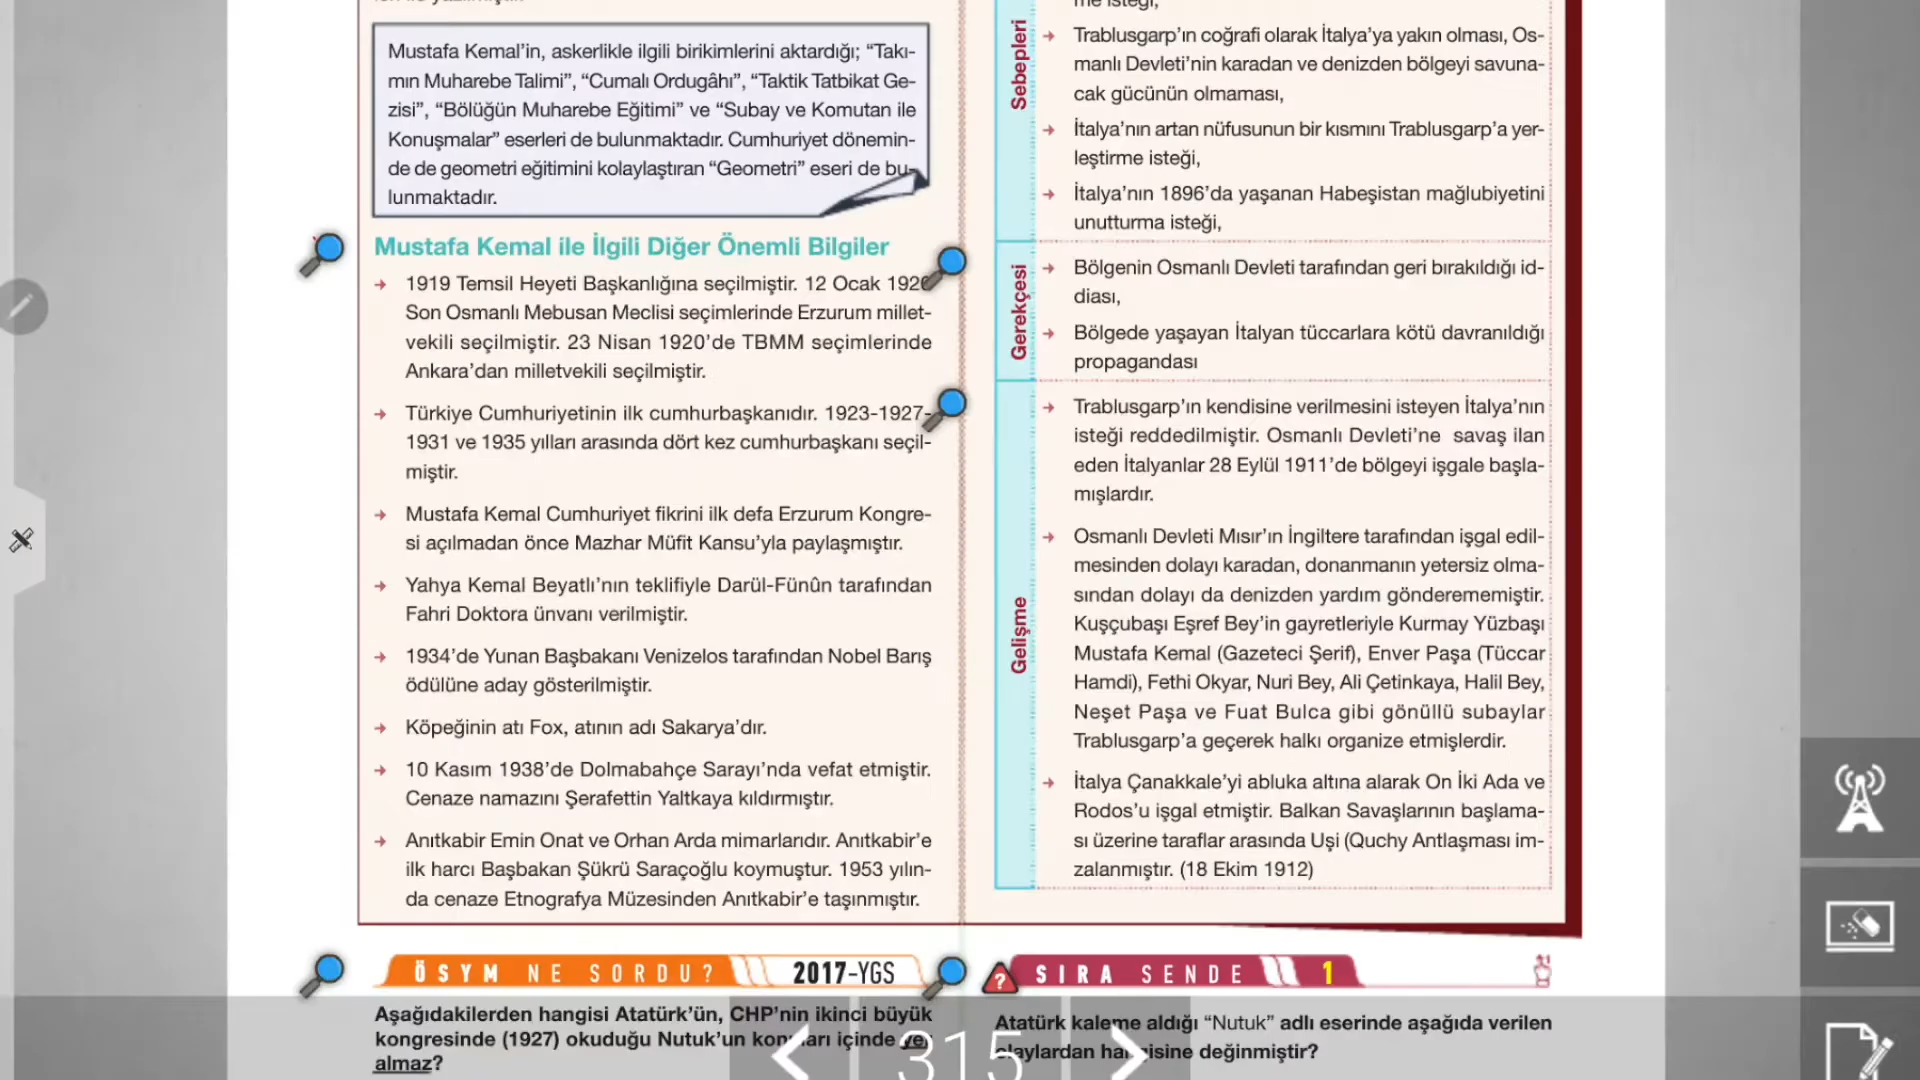 Mustafa Kemal’in, askerlikle ilgili birikimlerini aktardığı; “Takı-
mın Muharebe Talimi”, “Cumalı Ordugâhı”, “Taktik Tatbikat Ge-
zisi”, “Bölüğün Muharebe Eğitimi” ve “Subay ve Komutan ile
Konuşmalar” eserleri de bulunmaktadır. Cumhuriyet dönemin-
de de geometri eğitimini kolaylaştıran “Geometri” eseri de bu-
lunmaktadır.
Mustafa Kemal ile İlgili Diğer Önemli Bilgiler
→ 1919 Temsil Heyeti Başkanlığına seçilmiştir. 12 Ocak 1920
Son Osmanlı Mebusan Meclisi seçimlerinde Erzurum millet-
vekili seçilmiştir. 23 Nisan 1920’de TBMM seçimlerinde
Ankara’dan milletvekili seçilmiştir.
→ Türkiye Cumhuriyetinin ilk cumhurbaşkanıdır. 1923-1927-
1931 ve 1935 yılları arasında dört kez cumhurbaşkanı seçil-
miştir.
→ Mustafa Kemal Cumhuriyet fikrini ilk defa Erzurum Kongre-
si açılmadan önce Mazhar Müfit Kansu’yla paylaşmıştır.
→ Yahya Kemal Beyatlı’nın teklifiyle Darül-Fünûn tarafından
Fahri Doktora ünvanı verilmiştir.
→ 1934’de Yunan Başbakanı Venizelos tarafından Nobel Barış
ödülüne aday gösterilmiştir.
→ Köpeğinin atı Fox, atının adı Sakarya’dır.
→ 10 Kasım 1938’de Dolmabahçe Sarayı’nda vefat etmiştir.
Cenaze namazını Şerafettin Yaltkaya kıldırmıştır.
→ Anıtkabir Emin Onat ve Orhan Arda mimarlarıdır. Anıtkabir’e
ilk harcı Başbakan Şükrü Saraçoğlu koymuştur. 1953 yılın-
da cenaze Etnografya Müzesinden Anıtkabir’e taşınmıştır.
ÖSYM NE SORDU? 2017-YGS
Aşağıdakilerden hangisi Atatürk’ün, CHP’nin ikinci büyük
kongresinde (1927) okuduğu Nutuk’un konuları içinde yer
almaz?
me isteği,
Sebepleri
→ Trablusgarp’ın coğrafi olarak İtalya’ya yakın olması, Os-
manlı Devleti’nin karadan ve denizden bölgeyi savuna-
cak gücünün olmaması,
→ İtalya’nın artan nüfusunun bir kısmını Trablusgarp’a yer-
leştirme isteği,
→ İtalya’nın 1896’da yaşanan Habeşistan mağlubiyetini
unutturma isteği,
Gerekçesi
→ Bölgenin Osmanlı Devleti tarafından geri bırakıldığı id-
diası,
→ Bölgede yaşayan İtalyan tüccarlara kötü davranıldığı
propagandası
Gelişme
→ Trablusgarp’ın kendisine verilmesini isteyen İtalya’nın
isteği reddedilmiştir. Osmanlı Devleti’ne savaş ilan
eden İtalyanlar 28 Eylül 1911’de bölgeyi işgale başla-
mışlardır.
→ Osmanlı Devleti Mısır’ın İngiltere tarafından işgal edil-
mesinden dolayı karadan, donanmanın yetersiz olma-
sından dolayı da denizden yardım gönderememiştir.
Kuşçubaşı Eşref Bey’in gayretleriyle Kurmay Yüzbaşı
Mustafa Kemal (Gazeteci Şerif), Enver Paşa (Tüccar
Hamdi), Fethi Okyar, Nuri Bey, Ali Çetinkaya, Halil Bey,
Neşet Paşa ve Fuat Bulca gibi gönüllü subaylar
Trablusgarp’a geçerek halkı organize etmişlerdir.
→ İtalya Çanakkale’yi abluka altına alarak On İki Ada ve
Rodos’u işgal etmiştir. Balkan Savaşlarının başlama-
sı üzerine taraflar arasında Uşi (Quchy Antlaşması im-
zalanmıştır. (18 Ekim 1912)
? SIRA SENDE 1
Atatürk kaleme aldığı “Nutuk” adlı eserinde aşağıda verilen
olaylardan hangisine değinmiştir?
315